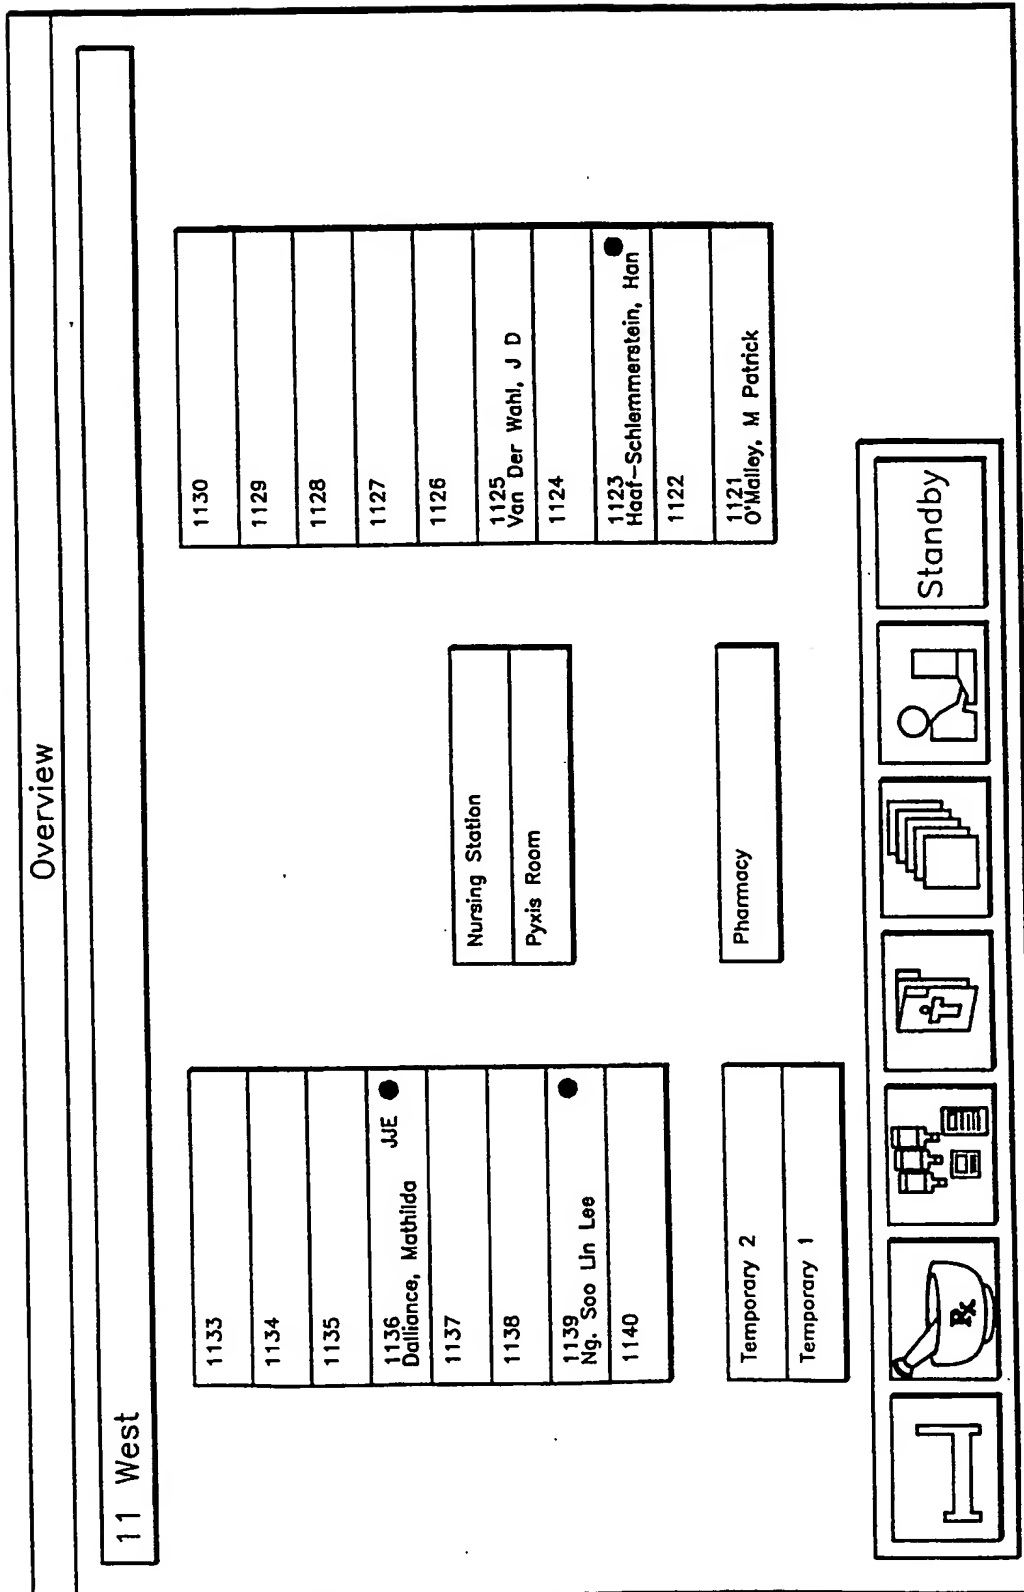 Overview
11 West
1133
1134
1135
1136 JJE
Dalliance, Mathilda
1137
1138
1139
Ng. Soo Lin Lee
1140
Temporary 2
Temporary 1
Nursing Station
Pyxis Room
Pharmacy
1130
1129
1128
1127
1126
1125
Van Der Wahl, J D
1124
1123
Haaf-Schlemmerstein, Han
1122
1121
O'Malley, M Patrick
Rx
Standby